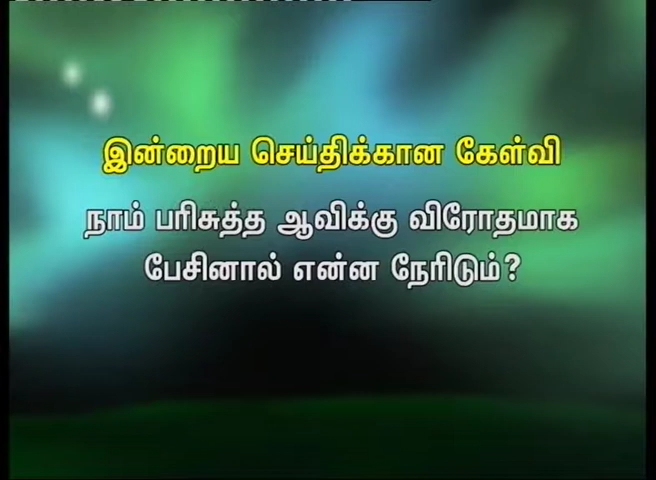 இன்றைய செய்திக்கான கேள்வி
நாம் பரிசுத்த ஆவிக்கு விரோதமாக
பேசினால் என்ன நேரிடும்?